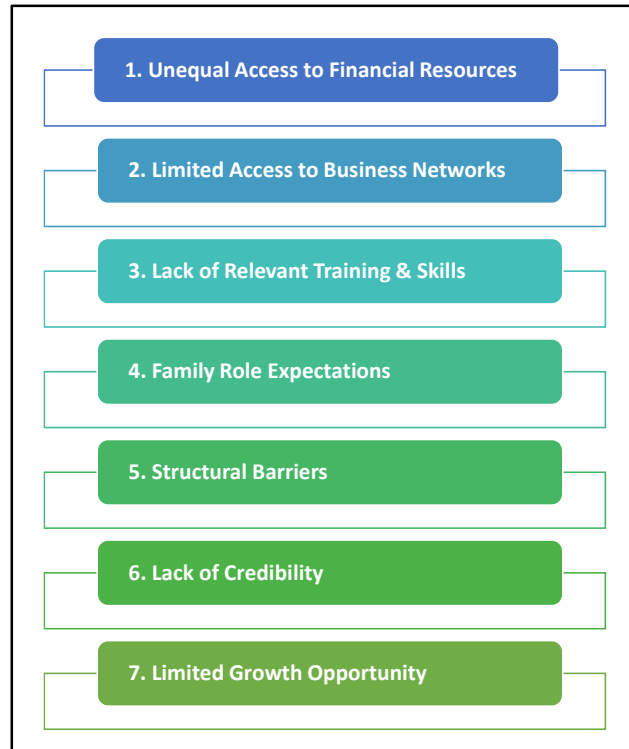 1. Unequal Access to Financial Resources
2. Limited Access to Business Networks
3. Lack of Relevant Training & Skills
4. Family Role Expectations
5. Structural Barriers
6. Lack of Credibility
7. Limited Growth Opportunity